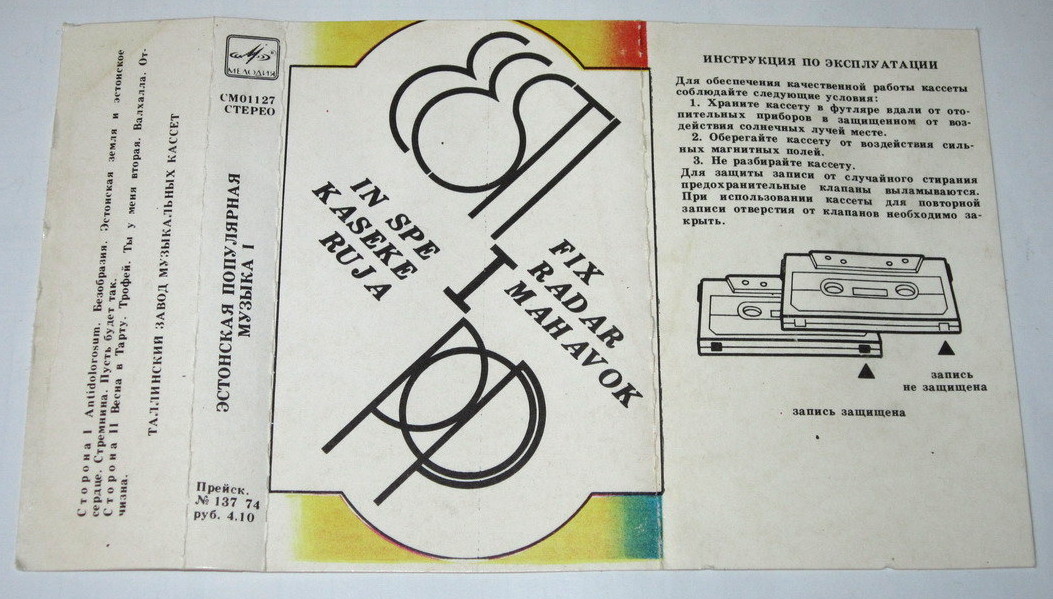 Сторона I Antidolorosum. Безобразия. Эстонская земля и эстонское
сердце. Стремнина. Пусть будет так.
Сторона II Весна в Тарту. Трофей. Ты у меня вторая. Валхалла. От-
чизна.
ТАЛЛИНСКИЙ ЗАВОД МУЗЫКАЛЬНЫХ КАССЕТ
МЕЛОДИЯ
СМ01127
СТЕРЕО
ЭСТОНСКАЯ ПОПУЛЯРНАЯ
МУЗЫКА I
Прейск.
№ 137 74
руб. 4.10
I
IN SPE
KASEKE
RUJA
FIX
RADAR
MAHAVOK
ИНСТРУКЦИЯ ПО ЭКСПЛУАТАЦИИ
Для обеспечения качественной работы кассеты
соблюдайте следующие условия:
1. Храните кассету в футляре вдали от ото-
пительных приборов в защищенном от воз-
действия солнечных лучей месте.
2. Оберегайте кассету от воздействия силь-
ных магнитных полей.
3. Не разбирайте кассету.
Для защиты записи от случайного стирания
предохранительные клапаны выламываются.
При использовании кассеты для повторной
записи отверстия от клапанов необходимо за-
крыть.
запись
не защищена
запись защищена